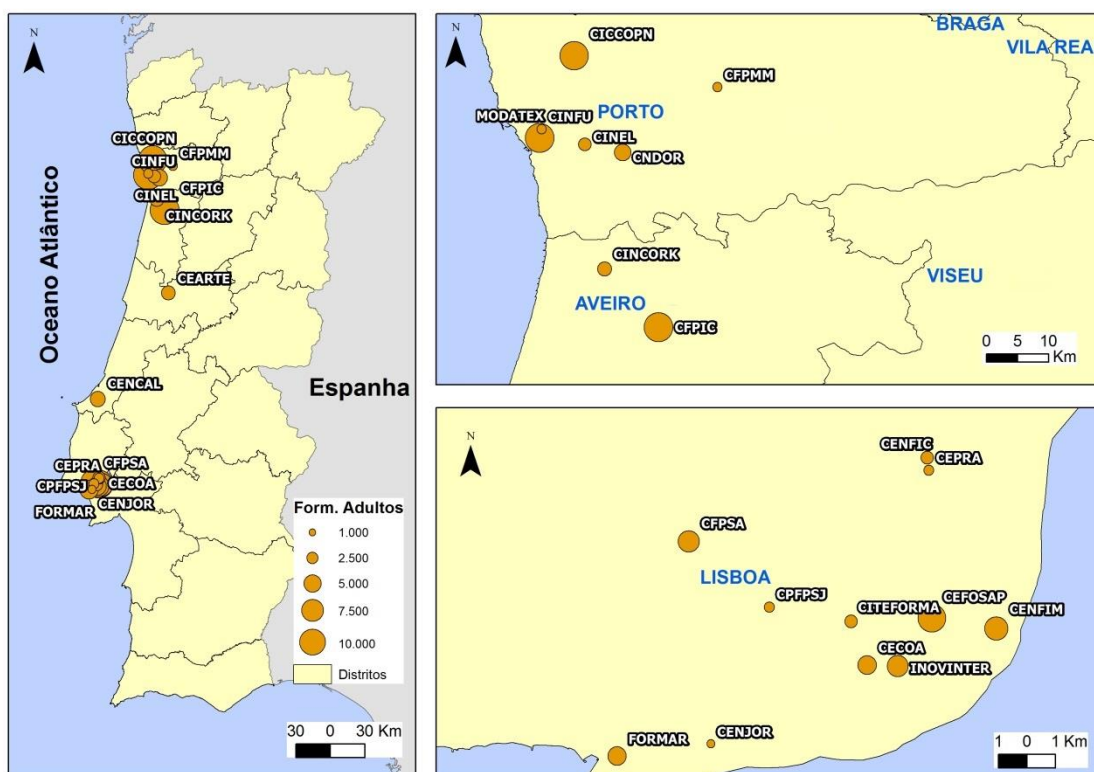 N
Oceano Atlântico
CICCOPN
CFPMM
CINFU
CFPIC
CINEL
CINCORK
CEARTE
CENCAL
Espanha
CEPRA
CFPSA
CPFPSJ
CECOA
FORMAR
CENJOR
Form. Adultos
1.000
2.500
5.000
7.500
10.000
Distritos
30 0 30 Km
N
BRAGA
VILA REA
CICCOPN
CFPMM
PORTO
MODATEX
CINFU
CINEL
CNDOR
CINCORK
VISEU
AVEIRO
CFPIC
0 5 10
Km
N
CENFIC
CEPRA
CFPSA
LISBOA
CPFPSJ
CITEFORMA
CEFOSAP
CENFIM
CECOA
INOVINTER
FORMAR
CENJOR
1 0 1 Km